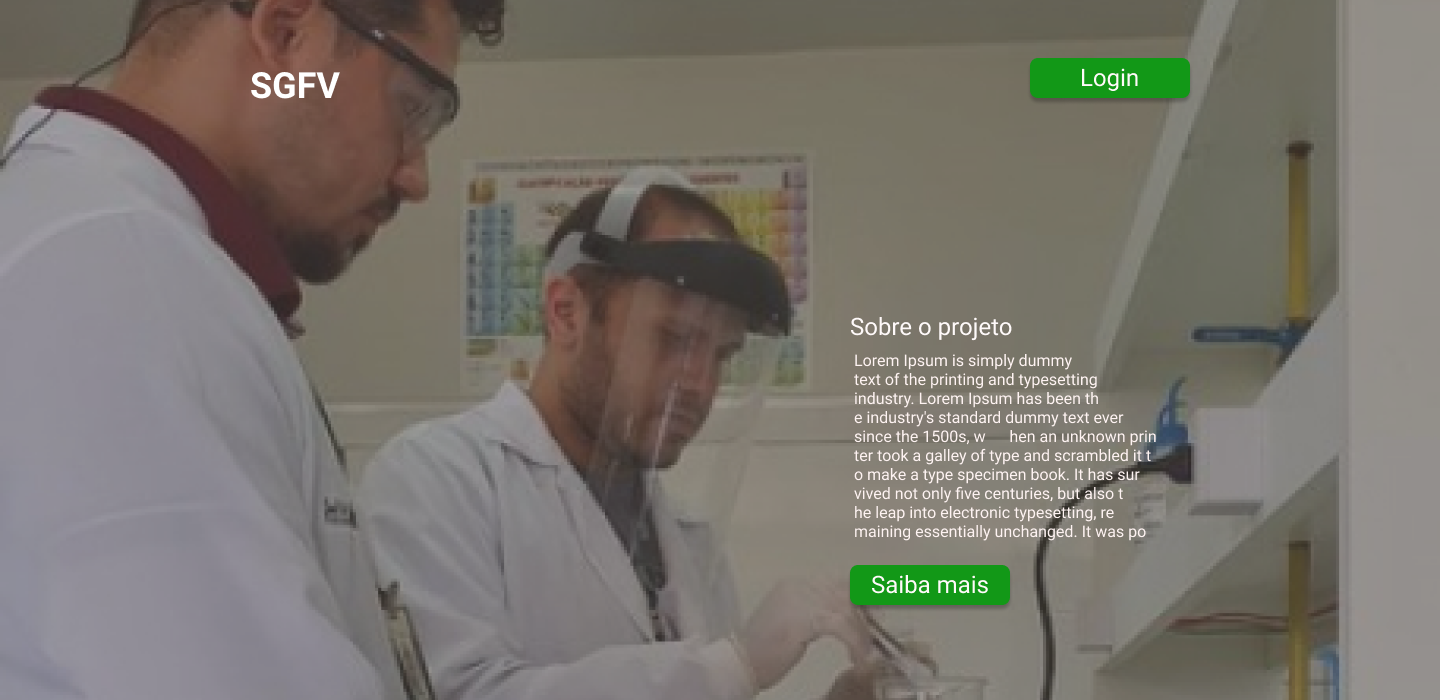 SGFV
Login
Sobre o projeto
Lorem Ipsum is simply dummy
text of the printing and typesetting
industry. Lorem Ipsum has been th
e industry's standard dummy text ever
since the 1500s, w hen an unknown prin
ter took a galley of type and scrambled it t
o make a type specimen book. It has sur
vived not only five centuries, but also t
he leap into electronic typesetting, re
maining essentially unchanged. It was po
Saiba mais